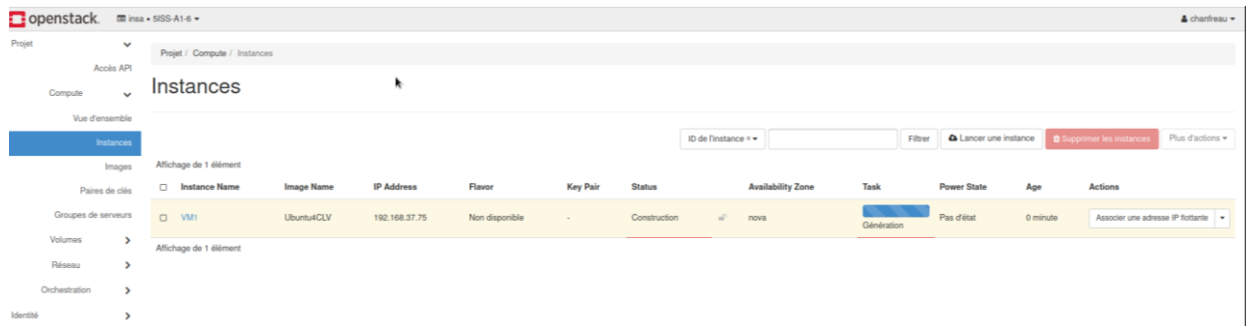 openstack. insa • 5ISS-A1-6 chanfreau
Projet
Accès API
Compute
Vue d'ensemble
Instances
Images
Paires de clés
Groupes de serveurs
Volumes
Réseau
Orchestration
Identité
Projet / Compute / Instances
Instances
ID de l'instance = Filtrer Lancer une instance Supprimer les instances Plus d'actions
Affichage de 1 élément
Instance Name Image Name IP Address Flavor Key Pair Status Availability Zone Task Power State Age Actions
VM1 Ubuntu4CLV 192.168.37.75 Non disponible - Construction nova Génération Pas d'état 0 minute Associer une adresse IP flottante
Affichage de 1 élément